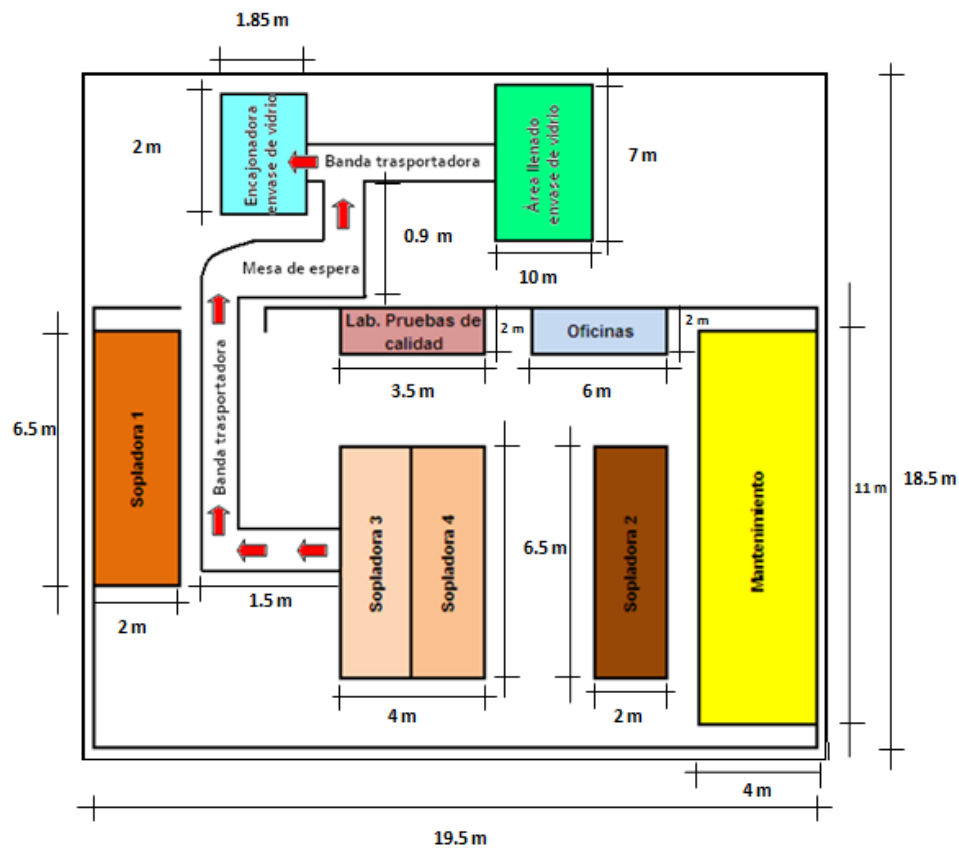 1.85 m
2 m
Encajonadora
envase de vidrio
Banda trasportadora
Área llenado
envase de vidrio
7 m
0.9 m
Mesa de espera
10 m
Lab. Pruebas de
calidad
2 m
Oficinas
2 m
3.5 m
6 m
6.5 m
Sopladora 1
Banda trasportadora
Sopladora 3
Sopladora 4
6.5 m
Sopladora 2
Mantenimiento
11 m
18.5 m
1.5 m
2 m
4 m
2 m
4 m
19.5 m